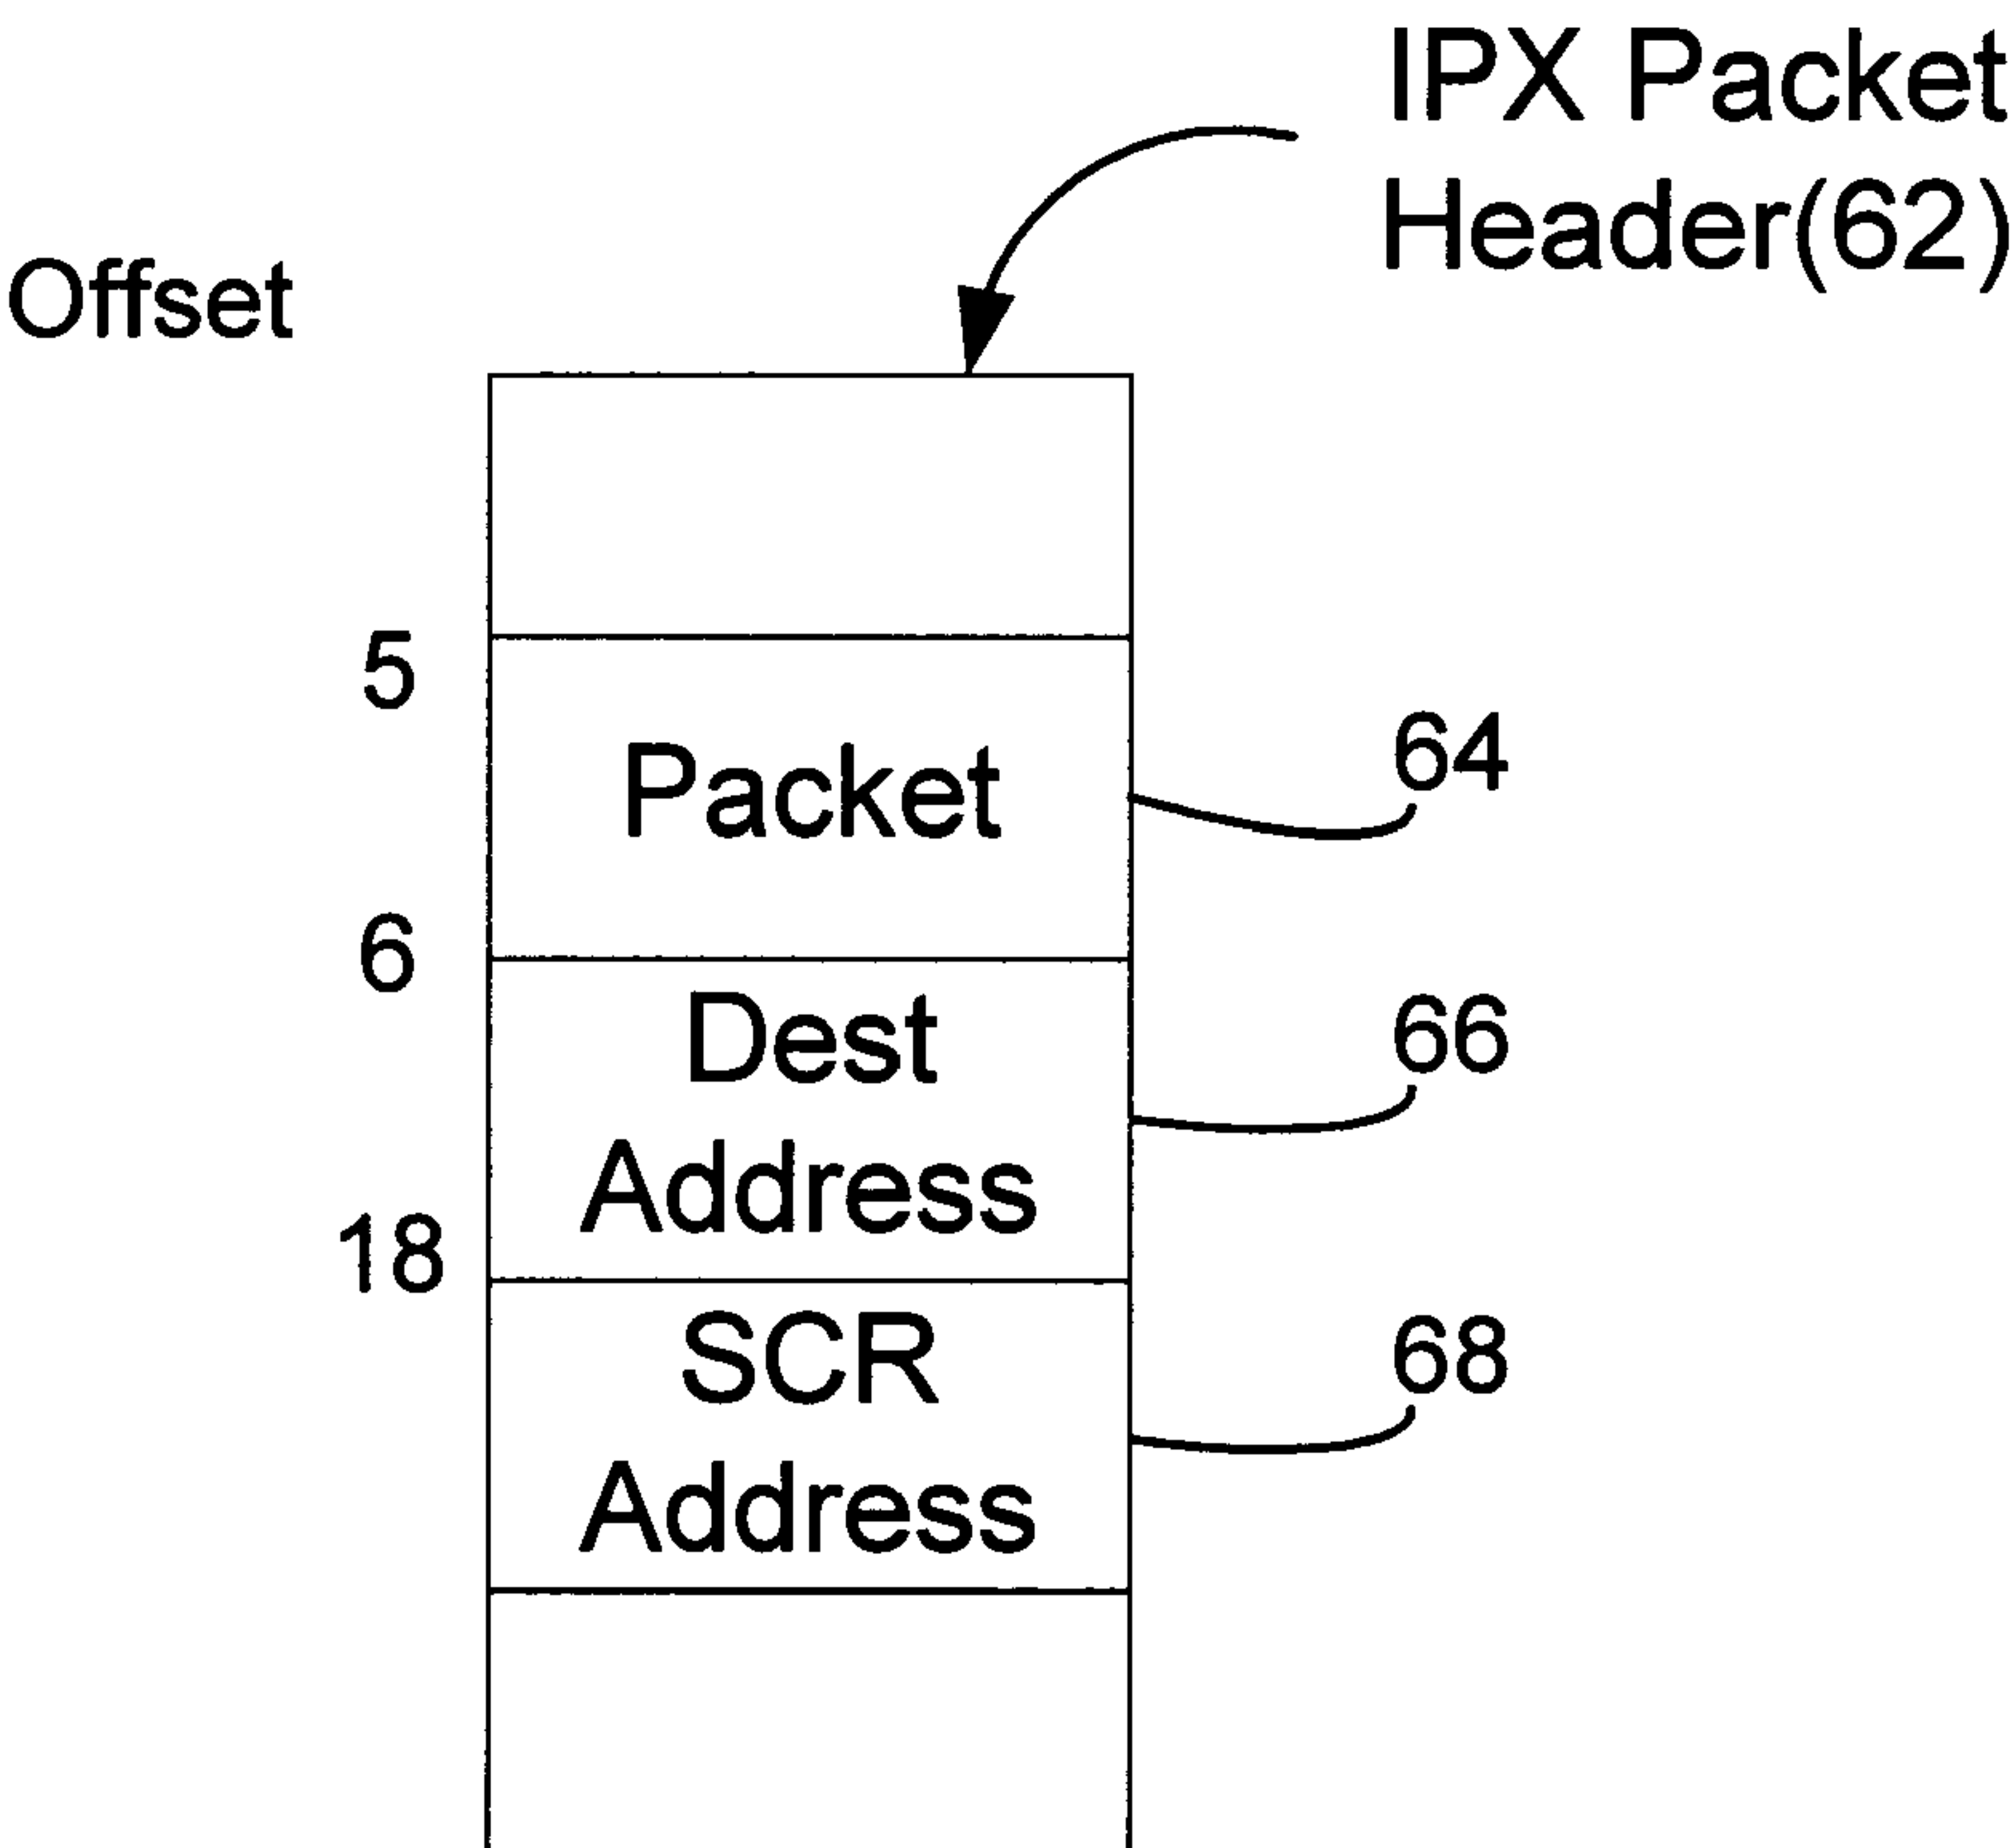 IPX Packet
Header(62)
Offset
5
Packet
64
6
Dest
Address
66
18
SCR
Address
68